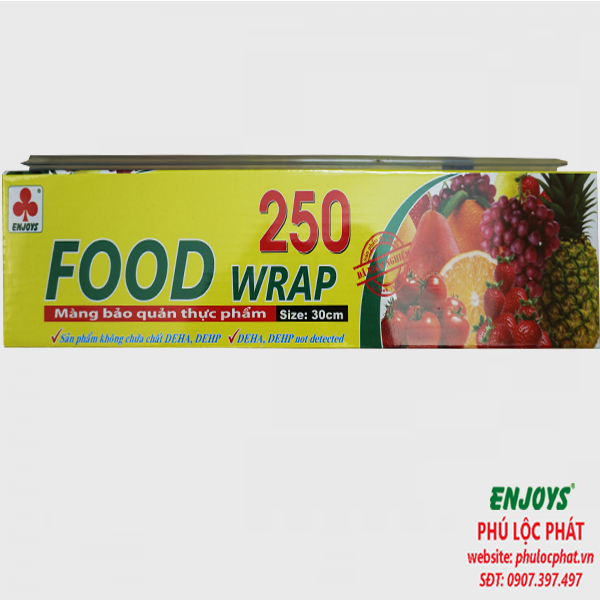 ENJOYS
®
250
FOOD WRAP
Màng bảo quản thực phẩm Size: 30cm
✓Sản phẩm không chứa chất DEHA, DEHP ✓DEHA, DEHP not detected
ENJOYS®
PHÚ LỘC PHÁT
website: phulocphat.vn
SĐT: 0907.397.497